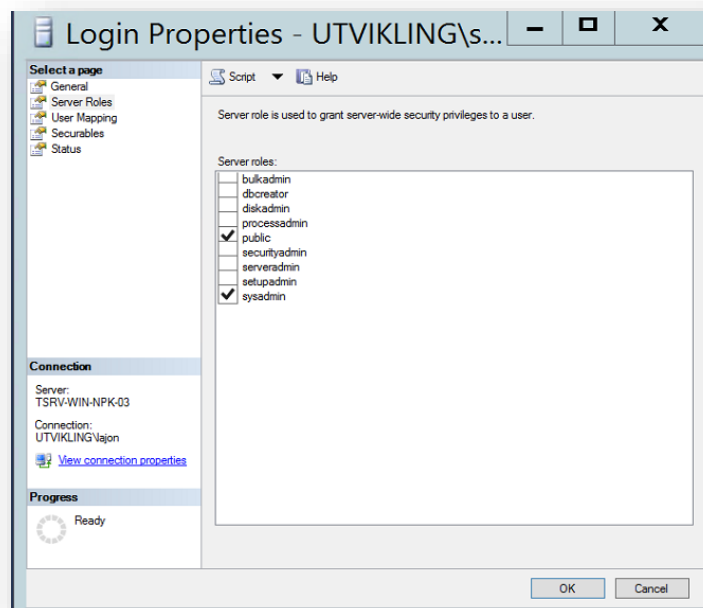 Login Properties - UTVIKLING\s...
Select a page
General
Server Roles
User Mapping
Securables
Status
Script
Help
Server role is used to grant server-wide security privileges to a user.
Server roles:
bulkadmin
dbcreator
diskadmin
processadmin
public
securityadmin
serveradmin
setupadmin
sysadmin
Connection
Server:
TSRV-WIN-NPK-03
Connection:
UTVIKLING\lajon
View connection properties
Progress
Ready
OK
Cancel